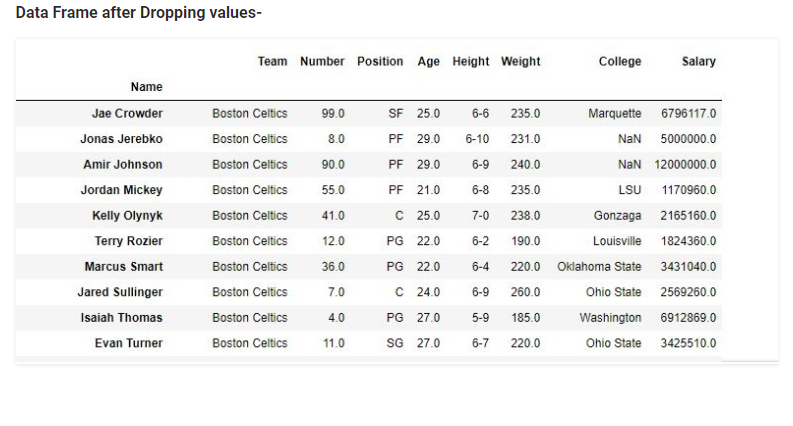 Data Frame after Dropping values-
Team Number Position Age Height Weight College Salary
Name
Jae Crowder Boston Celtics 99.0 SF 25.0 6-6 235.0 Marquette 6796117.0
Jonas Jerebko Boston Celtics 8.0 PF 29.0 6-10 231.0 NaN 5000000.0
Amir Johnson Boston Celtics 90.0 PF 29.0 6-9 240.0 NaN 12000000.0
Jordan Mickey Boston Celtics 55.0 PF 21.0 6-8 235.0 LSU 1170960.0
Kelly Olynyk Boston Celtics 41.0 C 25.0 7-0 238.0 Gonzaga 2165160.0
Terry Rozier Boston Celtics 12.0 PG 22.0 6-2 190.0 Louisville 1824360.0
Marcus Smart Boston Celtics 36.0 PG 22.0 6-4 220.0 Oklahoma State 3431040.0
Jared Sullinger Boston Celtics 7.0 C 24.0 6-9 260.0 Ohio State 2569260.0
Isaiah Thomas Boston Celtics 4.0 PG 27.0 5-9 185.0 Washington 6912869.0
Evan Turner Boston Celtics 11.0 SG 27.0 6-7 220.0 Ohio State 3425510.0